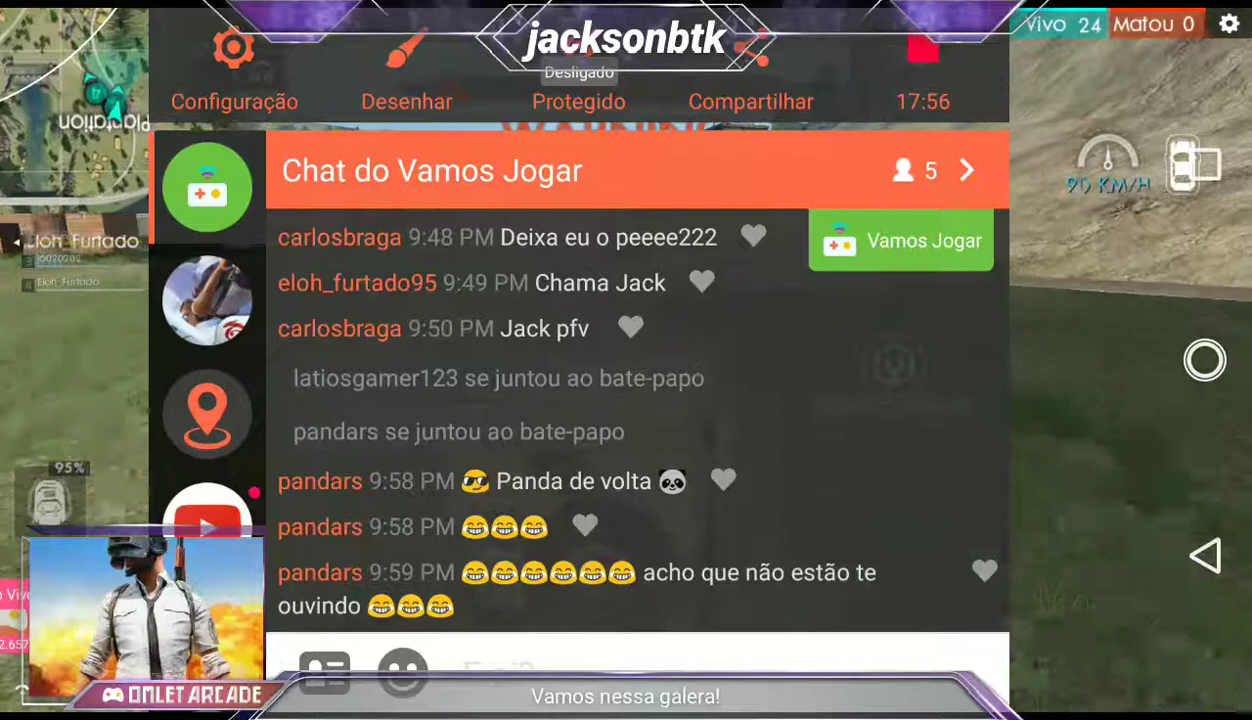 jacksonbtk
Vivo 24 Matou 0
Desligado
Configuração Desenhar Protegido Compartilhar 17:56
Plantation
WARNING
Chat do Vamos Jogar 5
90 KM/H
carlosbraga 9:48 PM Deixa eu o peeee222
Vamos Jogar
Eloh_Furtado
eloh_furtado95 9:49 PM Chama Jack
carlosbraga 9:50 PM Jack pfv
latiosgamer123 se juntou ao bate-papo
pandars se juntou ao bate-papo
95%
pandars 9:58 PM 😎 Panda de volta 🐼
pandars 9:58 PM 😂😂😂
pandars 9:59 PM 😂😂😂😂😂😂 acho que não estão te
ouvindo 😂😂😂
OMLET ARCADE
Vamos nessa galera!